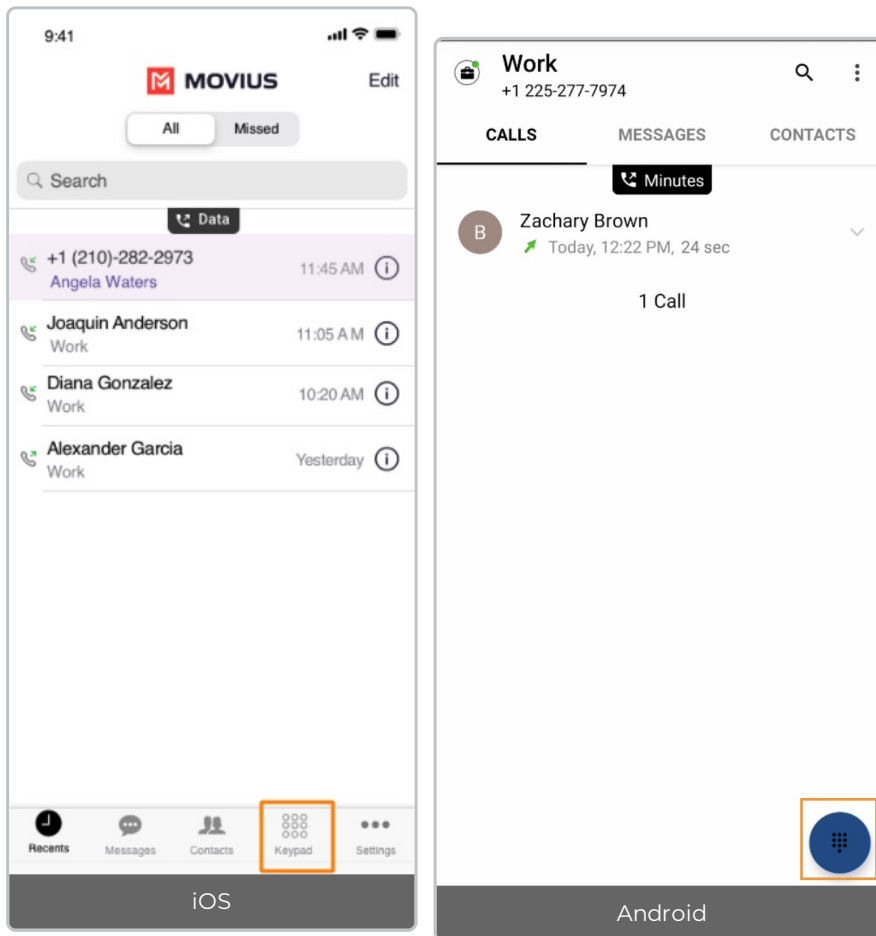 9:41
MOVIUS
Edit
All Missed
Search
Data
+1 (210)-282-2973
11:45 AM
Angela Waters
Joaquin Anderson
11:05 AM
Work
Diana Gonzalez
10:20 AM
Work
Alexander Garcia
Yesterday
Work
Recents Messages Contacts Keypad Settings
iOS
Work
+1 225-277-7974
CALLS MESSAGES CONTACTS
Minutes
B
Zachary Brown
Today, 12:22 PM, 24 sec
1 Call
Android